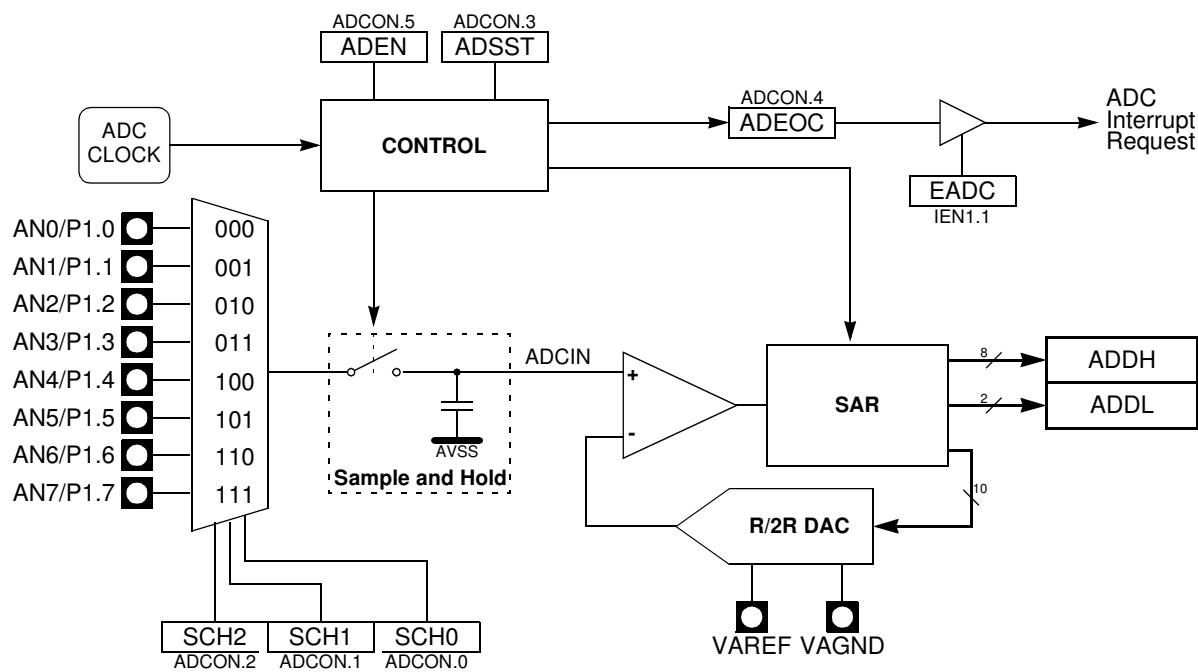 ADCON.5
ADEN
ADCON.3
ADSST
ADC
CLOCK
CONTROL
ADCON.4
ADEOC
ADC
Interrupt
Request
EADC
IEN1.1
AN0/P1.0
000
AN1/P1.1
001
AN2/P1.2
010
AN3/P1.3
011
AN4/P1.4
100
AN5/P1.5
101
AN6/P1.6
110
AN7/P1.7
111
ADCIN
AVSS
Sample and Hold
+
-
SAR
8
ADDH
2
ADDL
10
R/2R DAC
VAREF
VAGND
SCH2
SCH1
SCH0
ADCON.2
ADCON.1
ADCON.0